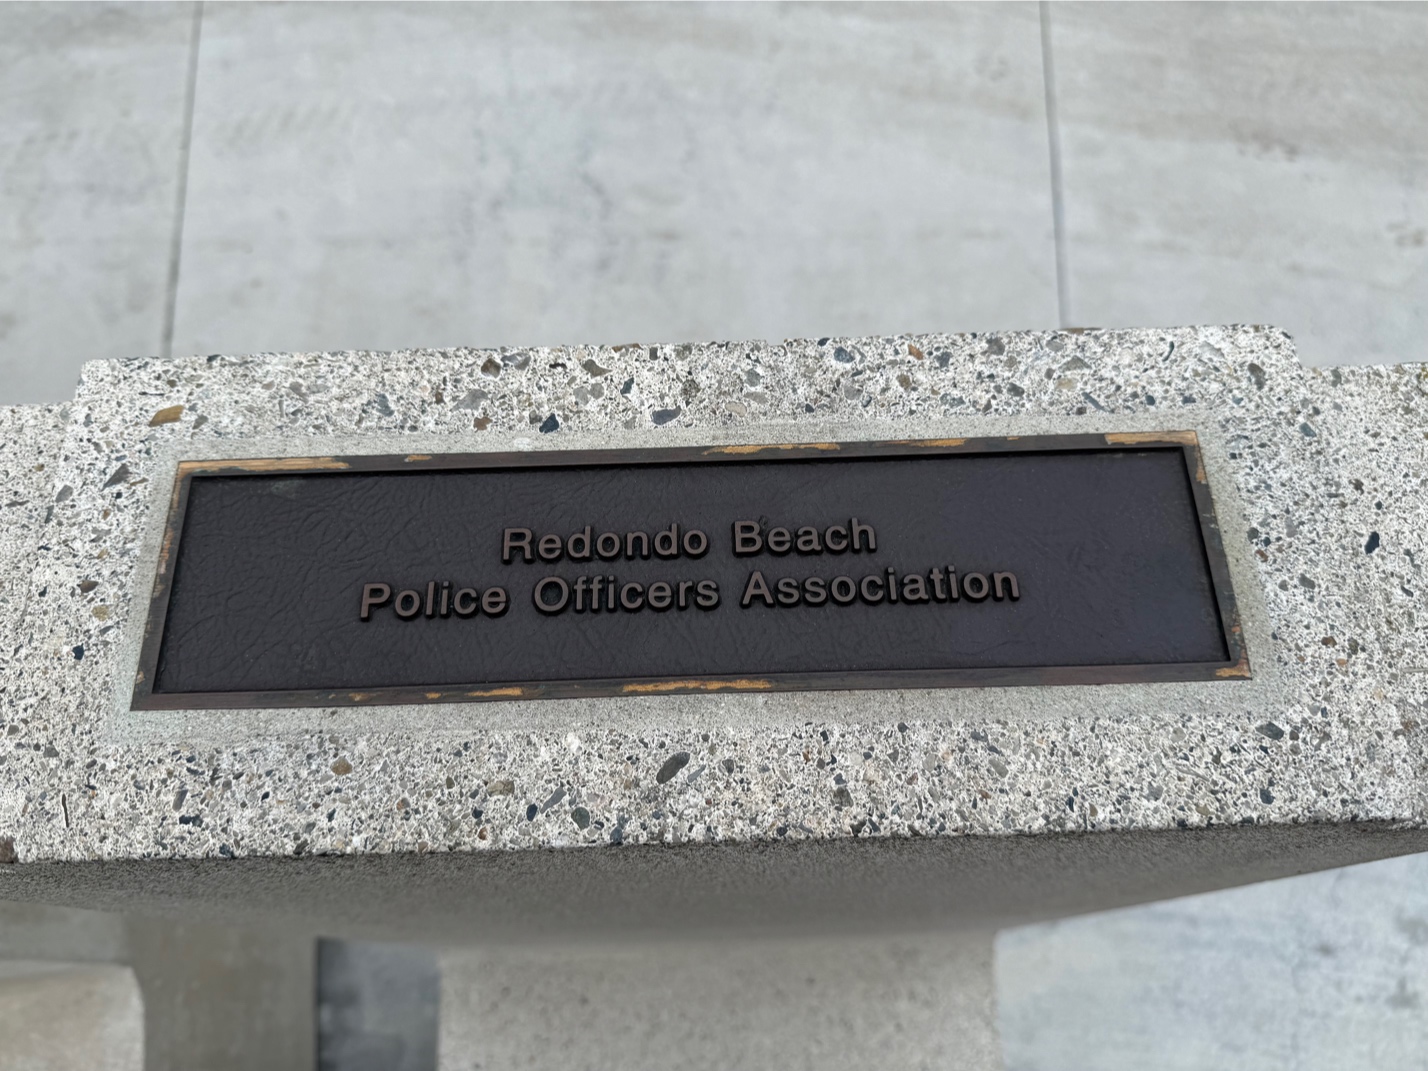 Redondo Beach
Police Officers Association